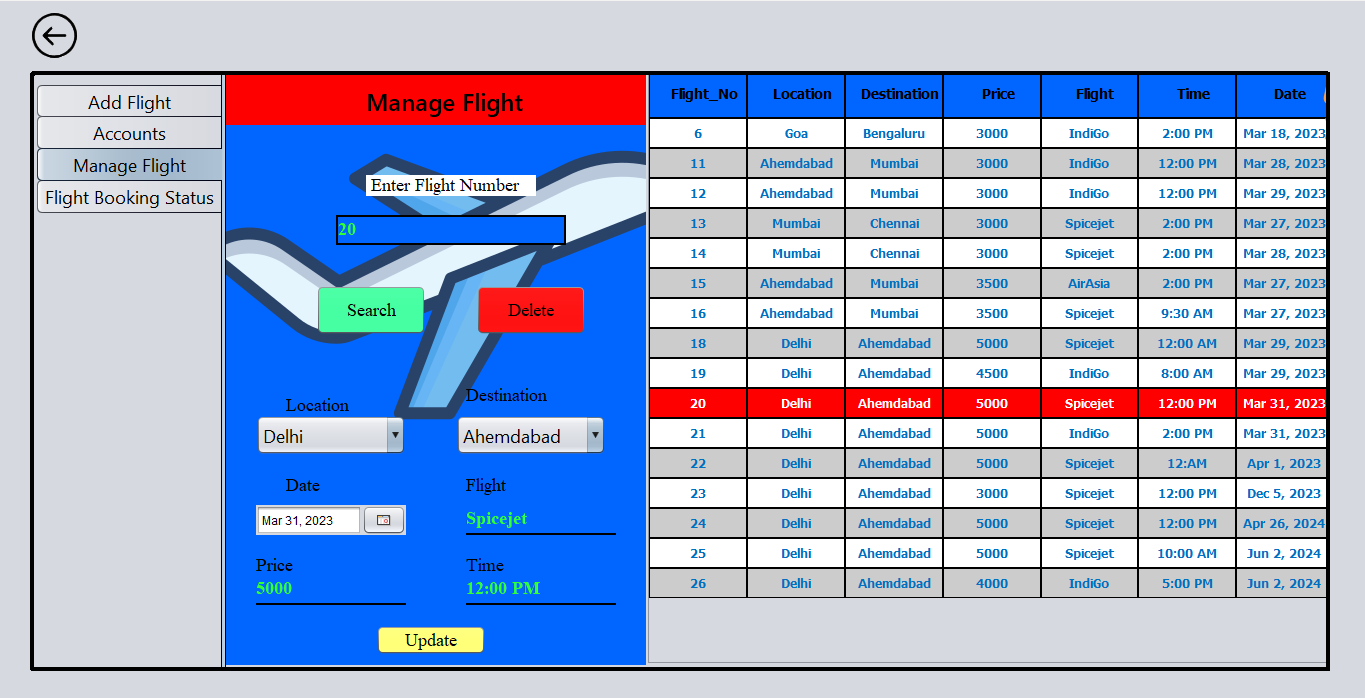 Add Flight
Accounts
Manage Flight
Flight Booking Status
Manage Flight
Enter Flight Number
20
Search Delete
Location Destination
Delhi Ahemdabad
Date Flight
Mar 31, 2023 Spicejet
Price Time
5000 12:00 PM
Update
Flight_No Location Destination Price Flight Time Date
6 Goa Bengaluru 3000 IndiGo 2:00 PM Mar 18, 2023
11 Ahemdabad Mumbai 3000 IndiGo 12:00 PM Mar 28, 2023
12 Ahemdabad Mumbai 3000 IndiGo 12:00 PM Mar 29, 2023
13 Mumbai Chennai 3000 Spicejet 2:00 PM Mar 27, 2023
14 Mumbai Chennai 3000 Spicejet 2:00 PM Mar 28, 2023
15 Ahemdabad Mumbai 3500 AirAsia 2:00 PM Mar 27, 2023
16 Ahemdabad Mumbai 3500 Spicejet 9:30 AM Mar 27, 2023
18 Delhi Ahemdabad 5000 Spicejet 12:00 AM Mar 29, 2023
19 Delhi Ahemdabad 4500 IndiGo 8:00 AM Mar 29, 2023
20 Delhi Ahemdabad 5000 Spicejet 12:00 PM Mar 31, 2023
21 Delhi Ahemdabad 5000 IndiGo 2:00 PM Mar 31, 2023
22 Delhi Ahemdabad 5000 Spicejet 12:AM Apr 1, 2023
23 Delhi Ahemdabad 3000 Spicejet 12:00 PM Dec 5, 2023
24 Delhi Ahemdabad 5000 Spicejet 12:00 PM Apr 26, 2024
25 Delhi Ahemdabad 5000 Spicejet 10:00 AM Jun 2, 2024
26 Delhi Ahemdabad 4000 IndiGo 5:00 PM Jun 2, 2024